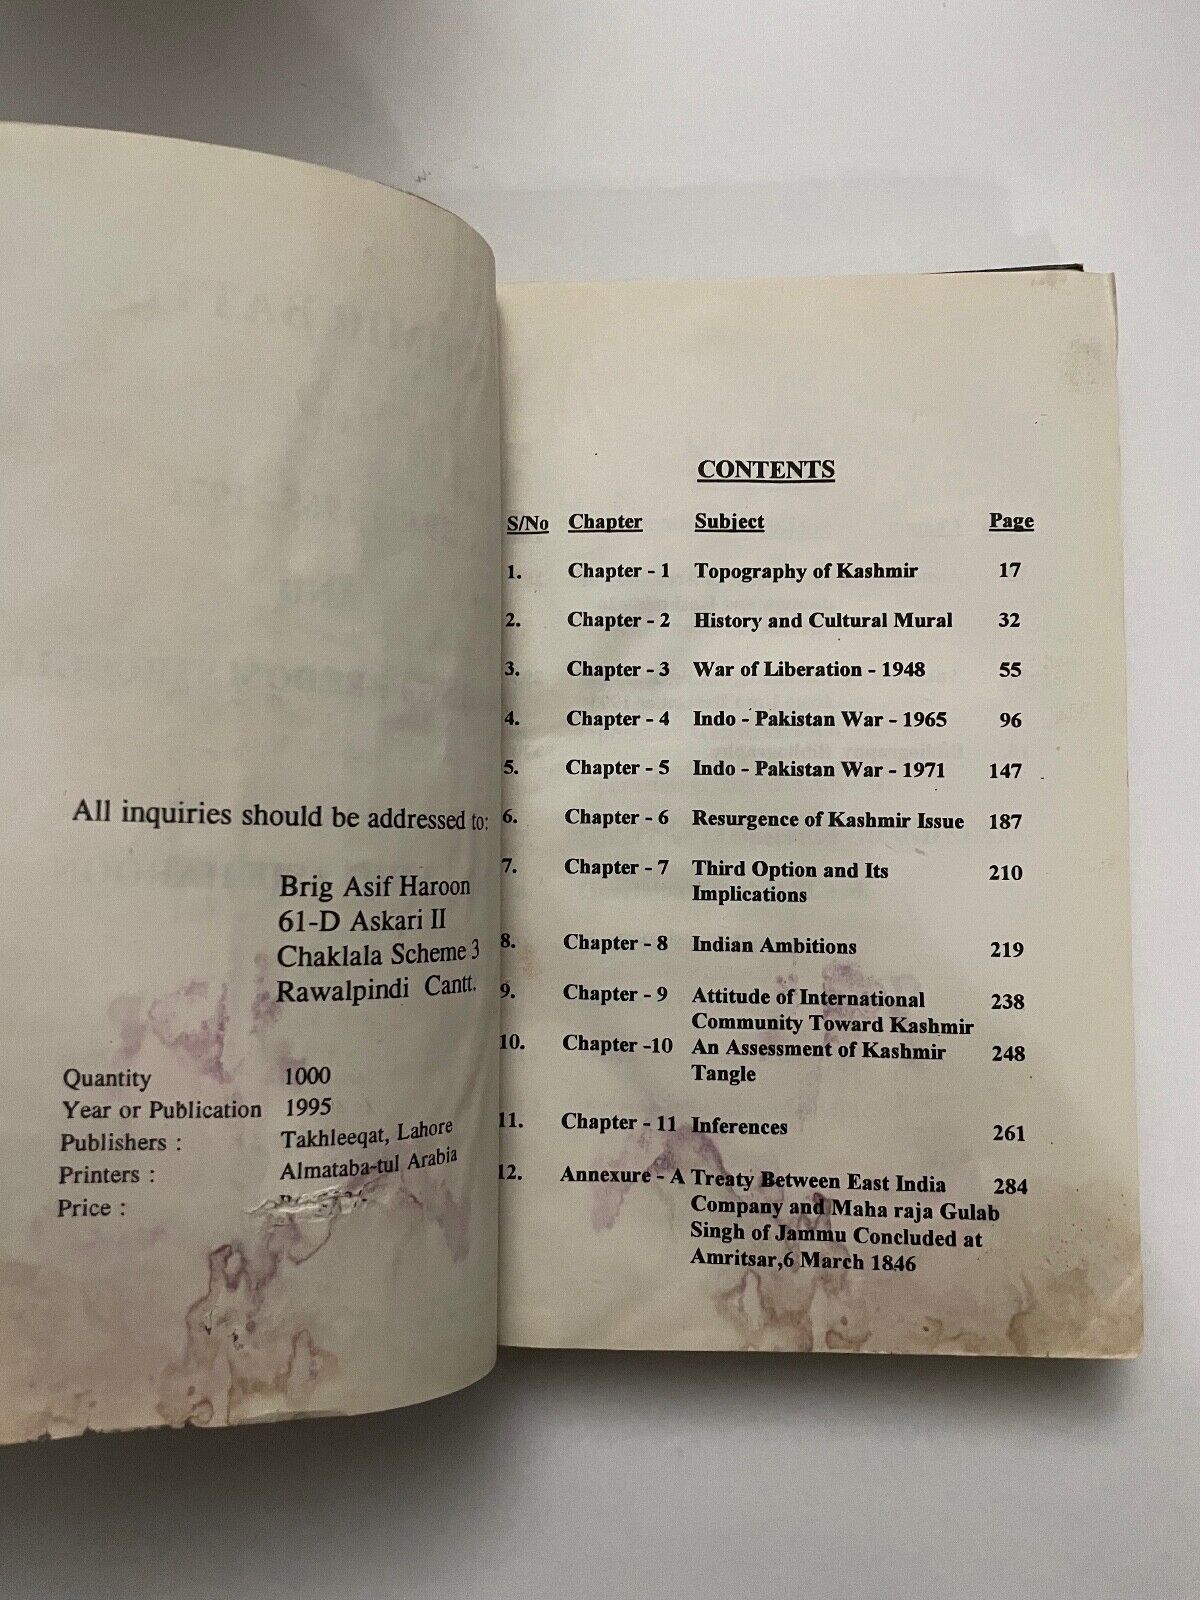 All inquiries should be addressed to:
Brig Asif Haroon
61-D Askari II
Chaklala Scheme 3
Rawalpindi Cantt.
Quantity 1000
Year or Publication 1995
Publishers : Takhleeqat, Lahore
Printers : Almataba-tul Arabia
Price :
CONTENTS
S/No Chapter Subject Page
1. Chapter - 1 Topography of Kashmir 17
2. Chapter - 2 History and Cultural Mural 32
3. Chapter - 3 War of Liberation - 1948 55
4. Chapter - 4 Indo - Pakistan War - 1965 96
5. Chapter - 5 Indo - Pakistan War - 1971 147
6. Chapter - 6 Resurgence of Kashmir Issue 187
7. Chapter - 7 Third Option and Its 210
Implications
8. Chapter - 8 Indian Ambitions 219
9. Chapter - 9 Attitude of International 238
Community Toward Kashmir
10. Chapter -10 An Assessment of Kashmir 248
Tangle
11. Chapter - 11 Inferences 261
12. Annexure - A Treaty Between East India 284
Company and Maha raja Gulab
Singh of Jammu Concluded at
Amritsar,6 March 1846